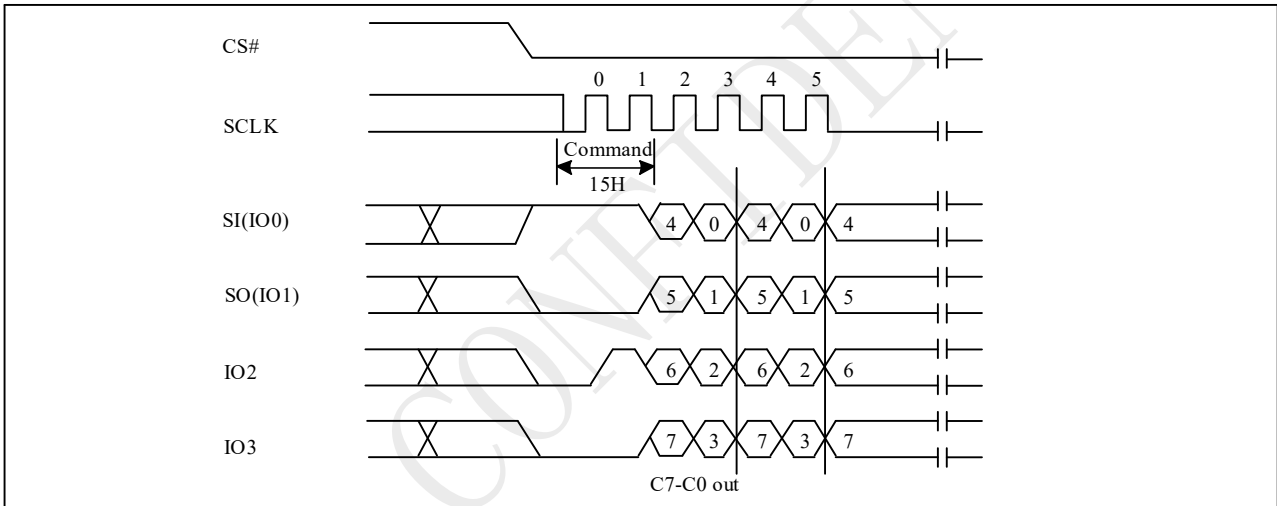 CS#
0 1 2 3 4 5
SCLK
Command
15H
SI(IO0) 4 0 4 0 4
SO(IO1) 5 1 5 1 5
IO2 6 2 6 2 6
IO3 7 3 7 3 7
C7-C0 out